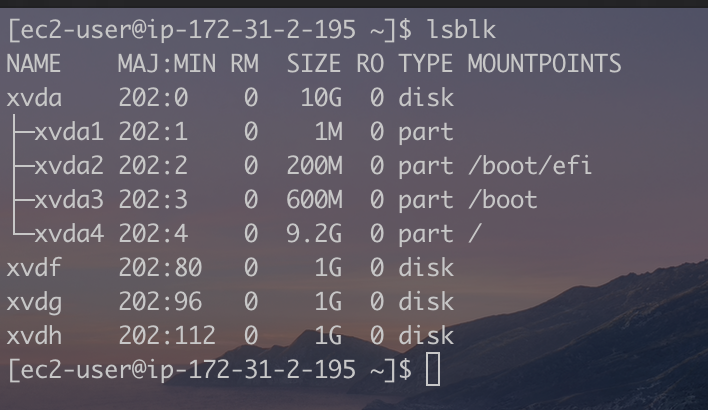 [ec2-user@ip-172-31-2-195 ~]$ lsblk
NAME    MAJ:MIN RM  SIZE RO TYPE MOUNTPOINTS
xvda    202:0    0   10G  0 disk
├─xvda1 202:1    0    1M  0 part
├─xvda2 202:2    0  200M  0 part /boot/efi
├─xvda3 202:3    0  600M  0 part /boot
└─xvda4 202:4    0  9.2G  0 part /
xvdf    202:80   0    1G  0 disk
xvdg    202:96   0    1G  0 disk
xvdh    202:112  0    1G  0 disk
[ec2-user@ip-172-31-2-195 ~]$